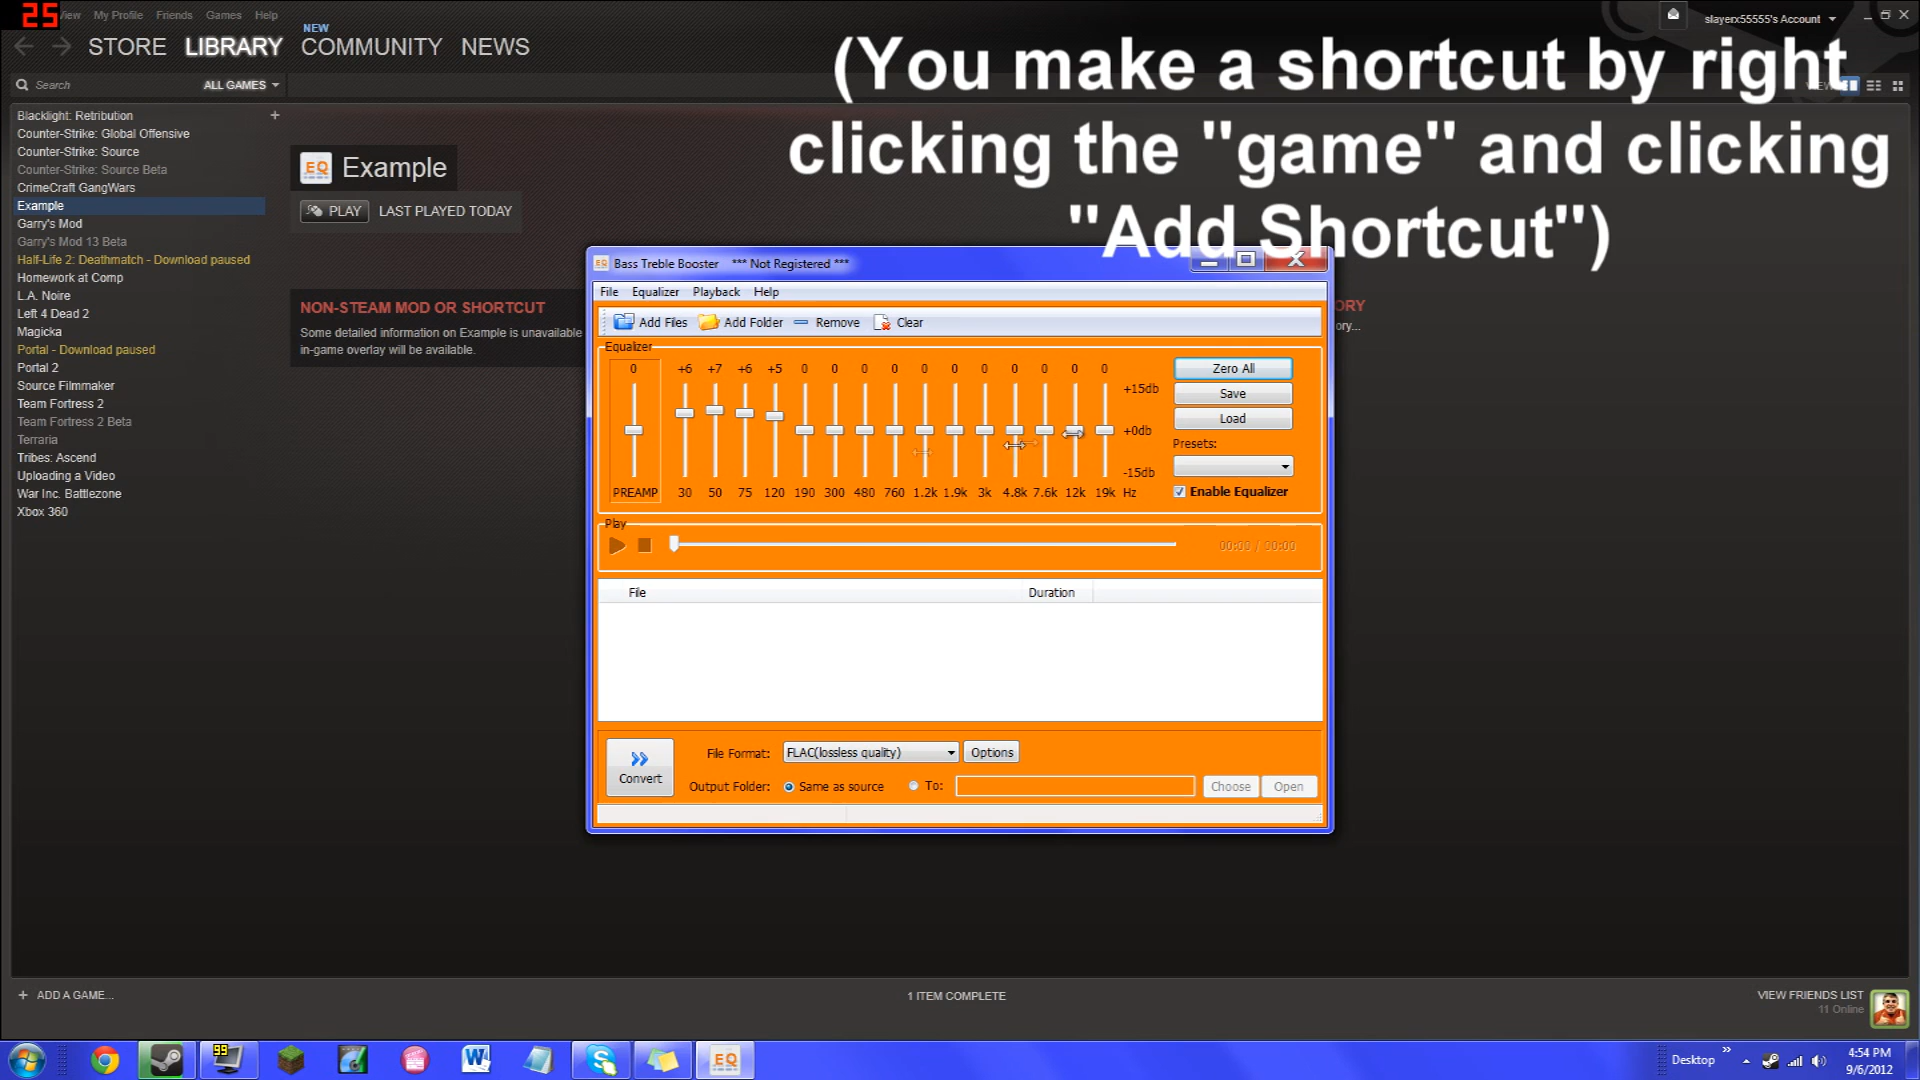 25
View
My Profile
Friends
Games
Help
slayerx55555's Account
STORE
LIBRARY
NEW
COMMUNITY
NEWS
(You make a shortcut by right
clicking the "game" and clicking
"Add Shortcut")
Search
ALL GAMES
VIEW
Blacklight: Retribution
Counter-Strike: Global Offensive
Counter-Strike: Source
Counter-Strike: Source Beta
CrimeCraft GangWars
Example
Garry's Mod
Garry's Mod 13 Beta
Half-Life 2: Deathmatch - Download paused
Homework at Comp
L.A. Noire
Left 4 Dead 2
Magicka
Portal - Download paused
Portal 2
Source Filmmaker
Team Fortress 2
Team Fortress 2 Beta
Terraria
Tribes: Ascend
Uploading a Video
War Inc. Battlezone
Xbox 360
EQ Example
PLAY LAST PLAYED TODAY
NON-STEAM MOD OR SHORTCUT
Some detailed information on Example is unavailable
in-game overlay will be available.
ORY
ory...
EQ Bass Treble Booster *** Not Registered ***
File Equalizer Playback Help
Add Files Add Folder Remove Clear
Equalizer
0 +6 +7 +6 +5 0 0 0 0 0 0 0 0 0 0 0
+15db
+0db
-15db
PREAMP 30 50 75 120 190 300 480 760 1.2k 1.9k 3k 4.8k 7.6k 12k 19k Hz
Zero All
Save
Load
Presets:
Enable Equalizer
Play
00:00 / 00:00
File Duration
Convert
File Format: FLAC(lossless quality) Options
Output Folder: Same as source To: Choose Open
+ ADD A GAME...
1 ITEM COMPLETE
VIEW FRIENDS LIST
11 Online
99
W
S
EQ
Desktop
4:54 PM
9/6/2012